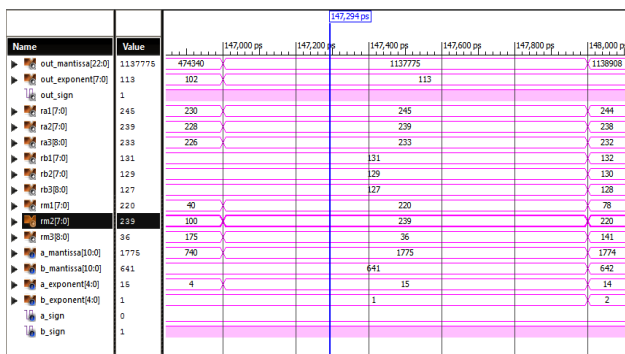 147,294 ps
Name Value 147,000 ps 147,200 ps 147,400 ps 147,600 ps 147,800 ps 148,000 p
out_mantissa[22:0] 1137775 474340 1137775 1138908
out_exponent[7:0] 113 102 113
out_sign 1
ra1[7:0] 245 230 245 244
ra2[7:0] 239 228 239 238
ra3[8:0] 233 226 233 232
rb1[7:0] 131 131 132
rb2[7:0] 129 129 130
rb3[8:0] 127 127 128
rm1[7:0] 220 40 220 78
rm2[7:0] 239 100 239 220
rm3[8:0] 36 175 36 141
a_mantissa[10:0] 1775 740 1775 1774
b_mantissa[10:0] 641 641 642
a_exponent[4:0] 15 4 15 14
b_exponent[4:0] 1 1 2
a_sign 0
b_sign 1